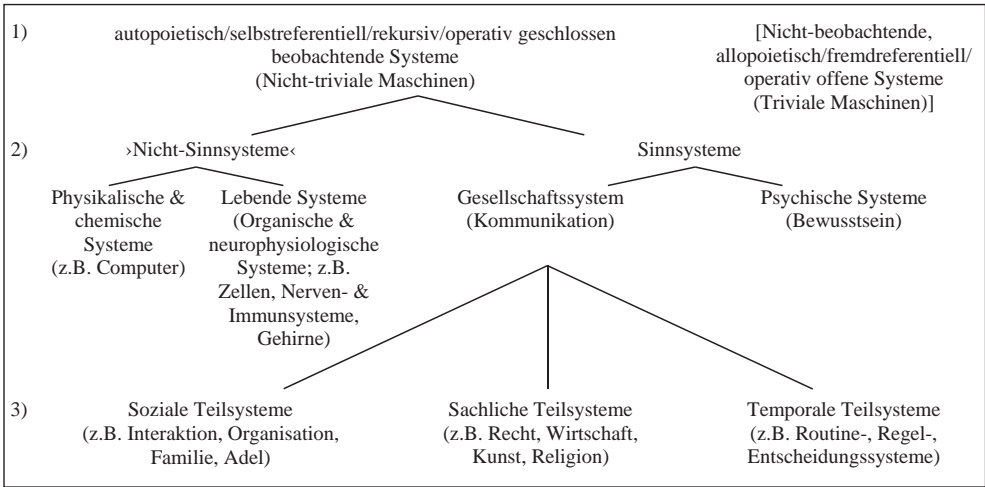 1)
autopoietisch/selbstreferentiell/rekursiv/operativ geschlossen
beobachtende Systeme
(Nicht-triviale Maschinen)
[Nicht-beobachtende,
allopoietisch/fremdreferentiell/
operativ offene Systeme
(Triviale Maschinen)]
2)
›Nicht-Sinnsysteme‹
Sinnsysteme
Physikalische &
chemische
Systeme
(z.B. Computer)
Lebende Systeme
(Organische &
neurophysiologische
Systeme; z.B.
Zellen, Nerven- &
Immunsysteme,
Gehirne)
Gesellschaftssystem
(Kommunikation)
Psychische Systeme
(Bewusstsein)
3)
Soziale Teilsysteme
(z.B. Interaktion, Organisation,
Familie, Adel)
Sachliche Teilsysteme
(z.B. Recht, Wirtschaft,
Kunst, Religion)
Temporale Teilsysteme
(z.B. Routine-, Regel-,
Entscheidungssysteme)